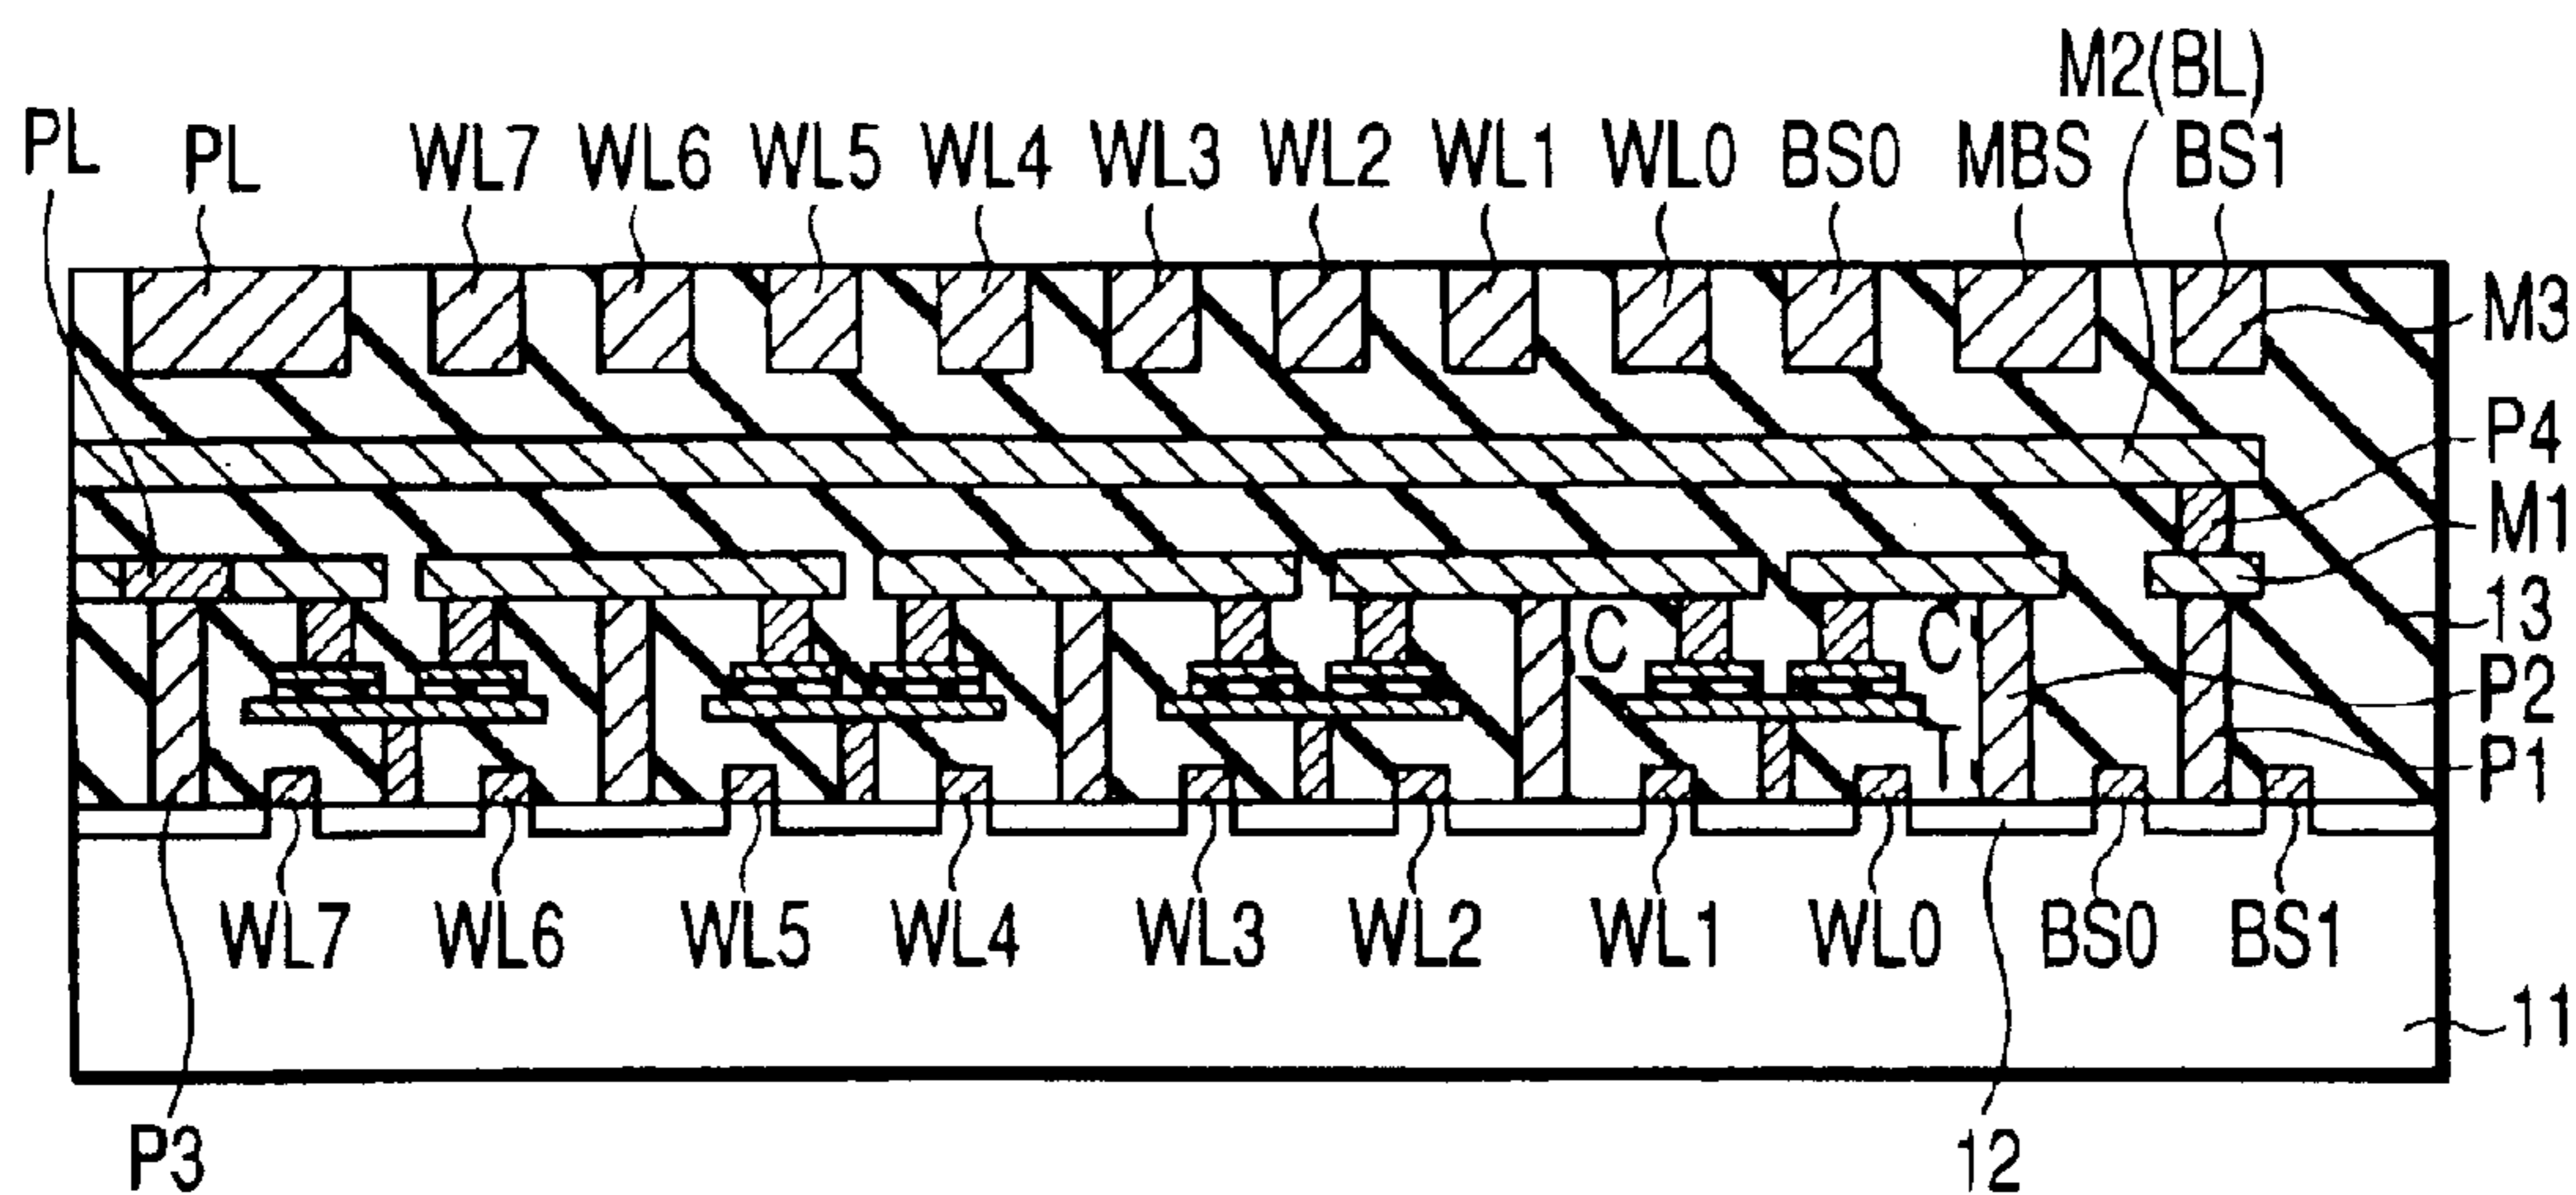 M2(BL)
PL PL WL7 WL6 WL5 WL4 WL3 WL2 WL1 WL0 BS0 MBS BS1
M3
P4
M1
C C 13
P2
T P1
WL7 WL6 WL5 WL4 WL3 WL2 WL1 WL0 BS0 BS1
11
P3 12